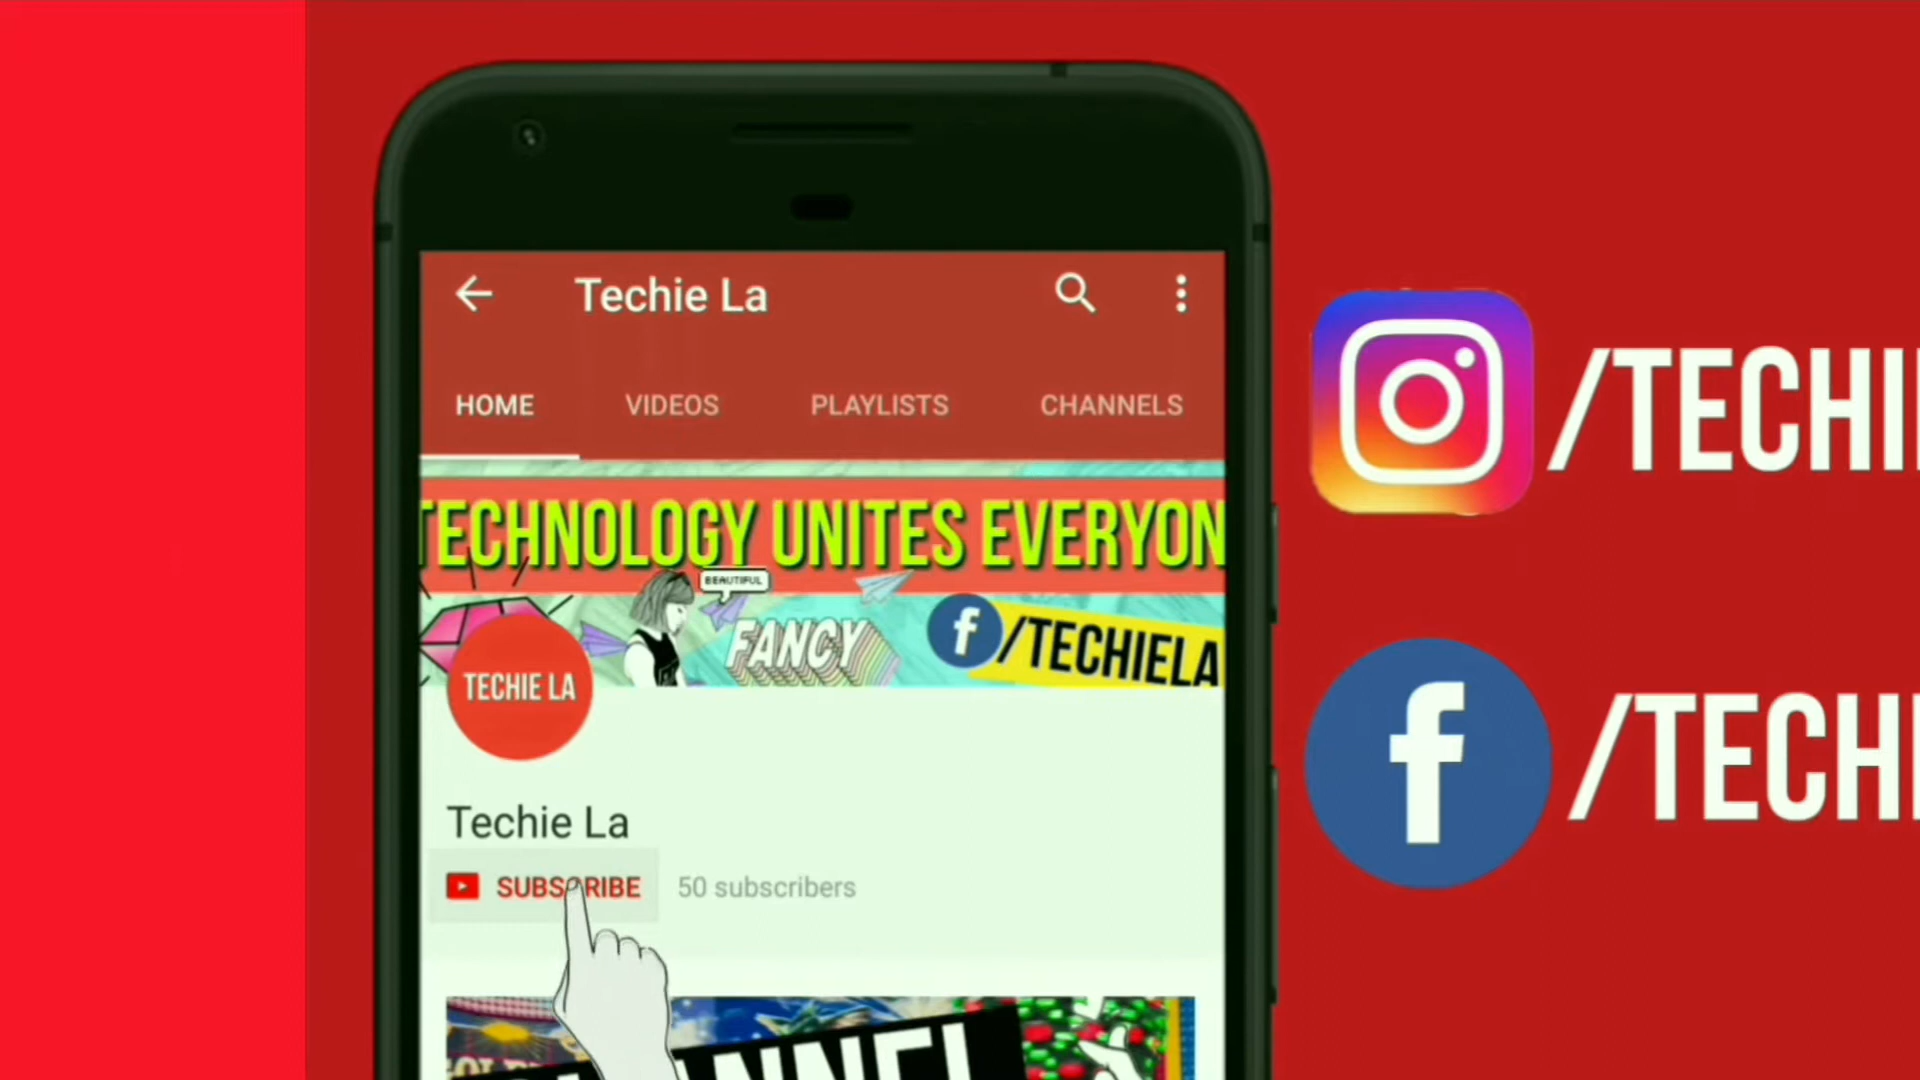 Techie La
HOME VIDEOS PLAYLISTS CHANNELS
TECHNOLOGY UNITES EVERYON
BEAUTIFUL
FANCY
f/TECHIELA
TECHIE LA
Techie La
SUBSCRIBE 50 subscribers
/TECHI
f/TECHI